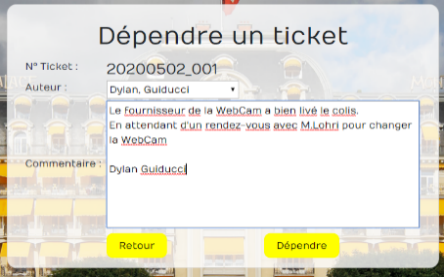 Dépendre un ticket
N° Ticket : 20200502_001
Auteur : Dylan, Guiducci
Le Fournisseur de la WebCam a bien livé le colis.
En attendant d'un rendez-vous avec M.Lohri pour changer
la WebCam
Commentaire :
Dylan Guiducci
Retour Dépendre